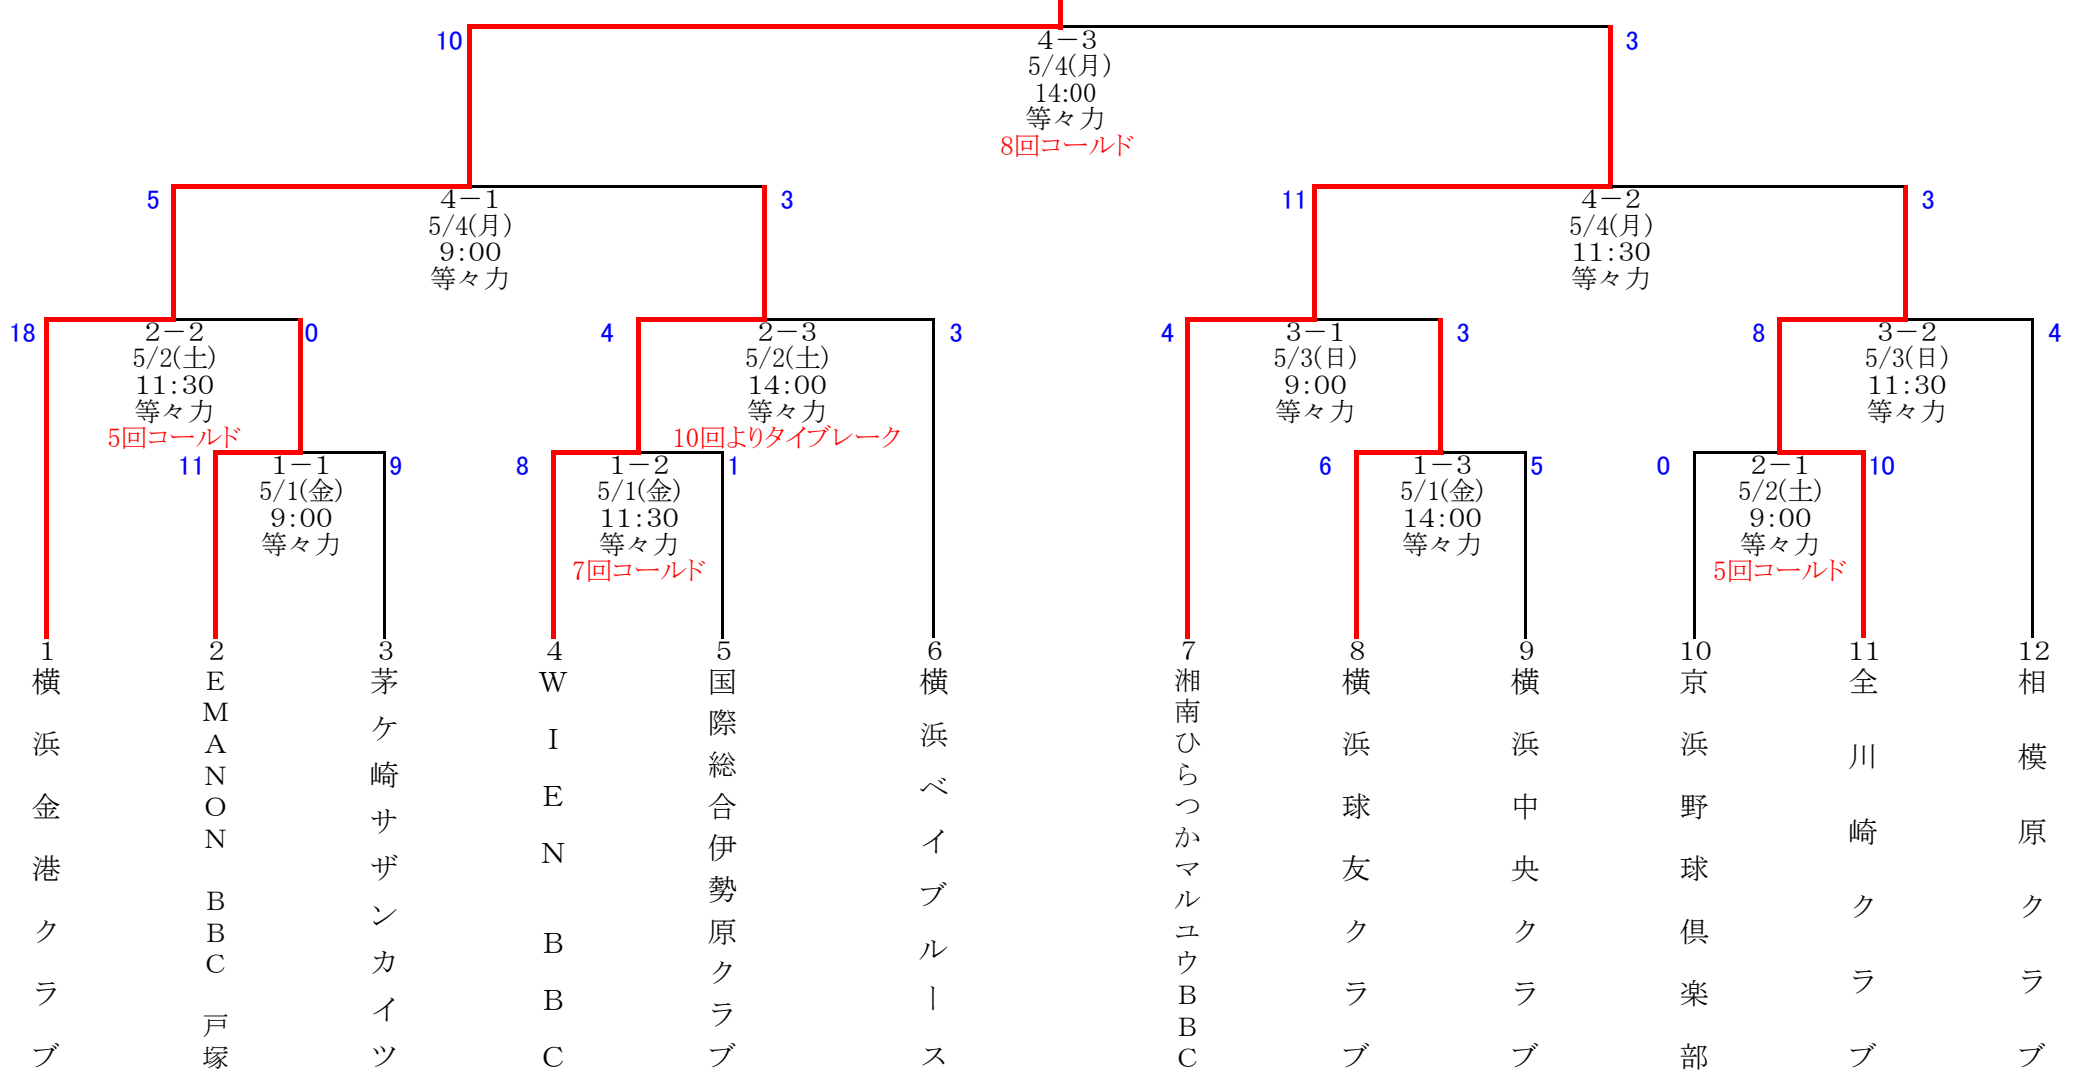 10
4－3
3
5/4(月)
14:00
等々力
8回コールド
5
4－1
3
11
4－2
3
5/4(月)
9:00
等々力
5/4(月)
11:30
等々力
18
2－2
0
4
2－3
3
4
3－1
3
8
3－2
4
5/2(土)
11:30
等々力
5回コールド
5/2(土)
14:00
等々力
10回よりタイブレーク
5/3(日)
9:00
等々力
5/3(日)
11:30
等々力
11
1－1
9
8
1－2
1
6
1－3
5
0
2－1
10
5/1(金)
9:00
等々力
5/1(金)
11:30
等々力
7回コールド
5/1(金)
14:00
等々力
5/2(土)
9:00
等々力
5回コールド
1
横浜金港クラブ
2
EMANON BBC 戸塚
3
茅ケ崎サザンカイツ
4
WIEN BBC
5
国際総合伊勢原クラブ
6
横浜ベイブルース
7
湘南ひらつかマルユウBBC
8
横浜球友クラブ
9
横浜中央クラブ
10
京浜野球倶楽部
11
全川崎クラブ
12
相模原クラブ